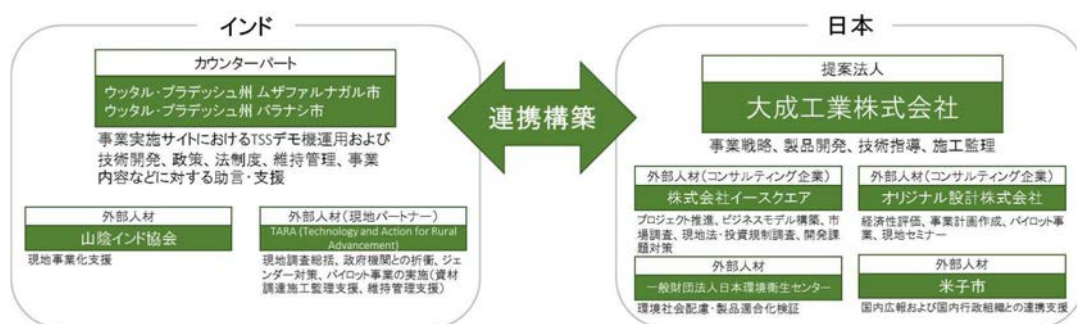 インド
カウンターパート
ウッタル・プラデッシュ州 ムザファルナガル市
ウッタル・プラデッシュ州 バラナシ市
事業実施サイトにおけるTSSデモ機運用および
技術開発、政策、法制度、維持管理、事業
内容などに対する助言・支援
外部人材
山陰インド協会
現地事業化支援
外部人材(現地パートナー)
TARA (Technology and Action for Rural
Advancement)
現地調査総括、政府機関との折衝、ジェ
ンダー対策、パイロット事業の実施(資材
調達施工監理支援、維持管理支援)
連携構築
日本
提案法人
大成工業株式会社
事業戦略、製品開発、技術指導、施工監理
外部人材(コンサルティング企業)
株式会社イースクエア
プロジェクト推進、ビジネスモデル構築、市
場調査、現地法・投資規制調査、開発課
題対策
外部人材(コンサルティング企業)
オリジナル設計株式会社
経済性評価、事業計画作成、パイロット事
業、現地セミナー
外部人材
一般財団法人日本環境衛生センター
環境社会配慮・製品適合化検証
外部人材
米子市
国内広報および国内行政組織との連携支援